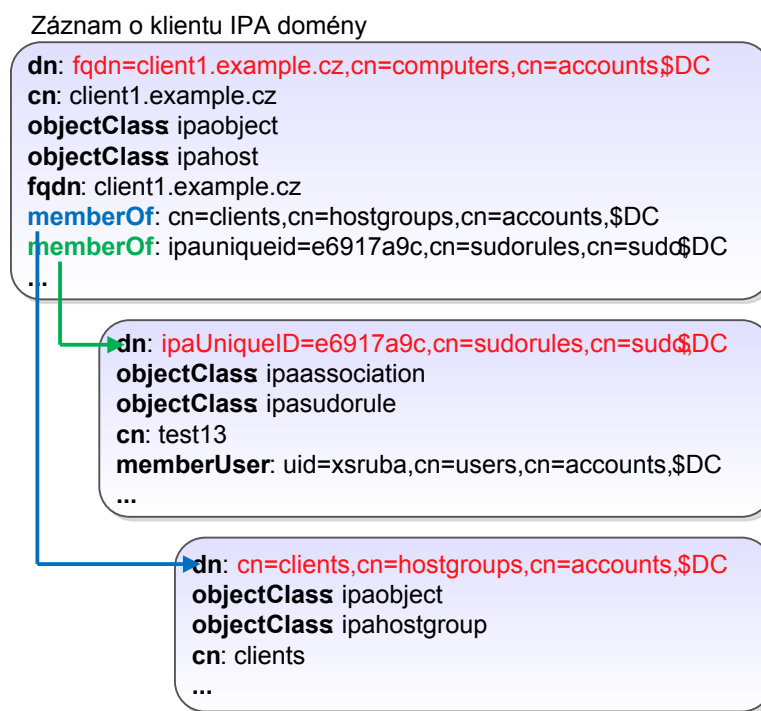 Záznam o klientu IPA domény
dn: fqdn=client1.example.cz,cn=computers,cn=accounts,$DC
cn: client1.example.cz
objectClass: ipaobject
objectClass: ipahost
fqdn: client1.example.cz
memberOf: cn=clients,cn=hostgroups,cn=accounts,$DC
memberOf: ipauniqueid=e6917a9c,cn=sudorules,cn=sudo,$DC
...
dn: ipaUniqueID=e6917a9c,cn=sudorules,cn=sudo,$DC
objectClass: ipaassociation
objectClass: ipasudorule
cn: test13
memberUser: uid=xsruba,cn=users,cn=accounts,$DC
...
dn: cn=clients,cn=hostgroups,cn=accounts,$DC
objectClass: ipaobject
objectClass: ipahostgroup
cn: clients
...